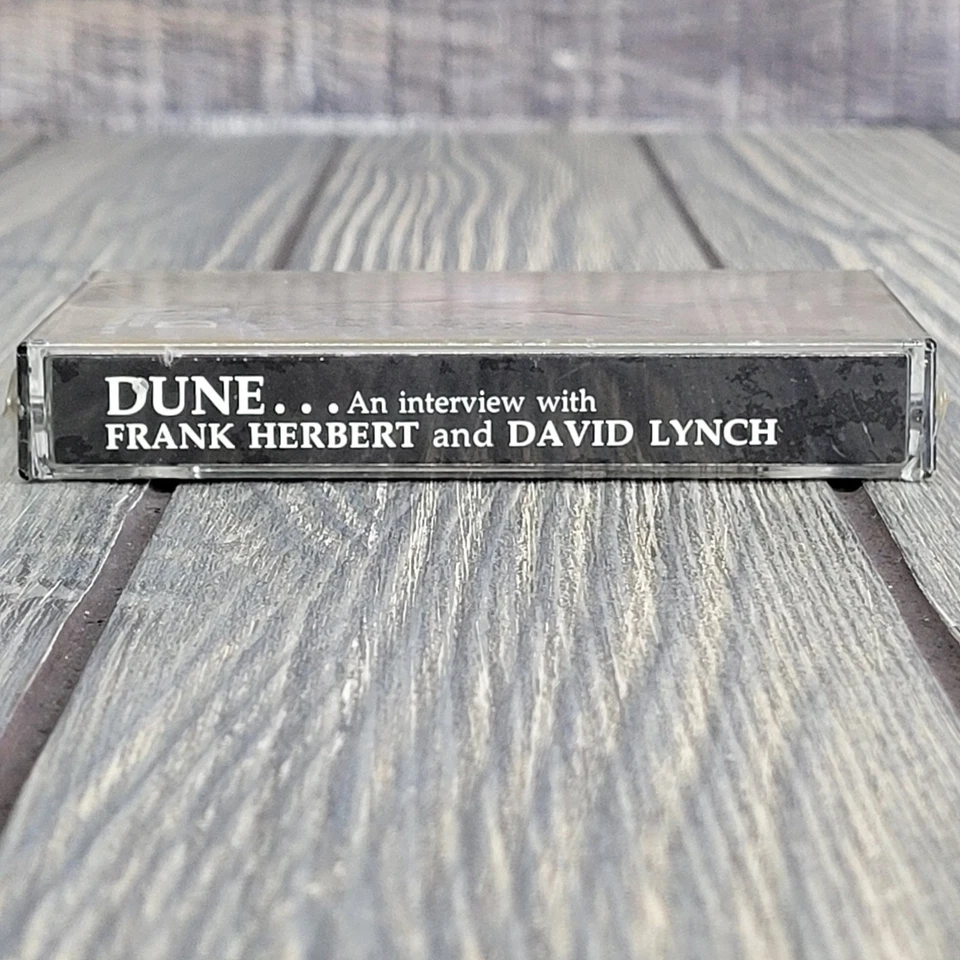 DUNE...An interview with
FRANK HERBERT and DAVID LYNCH